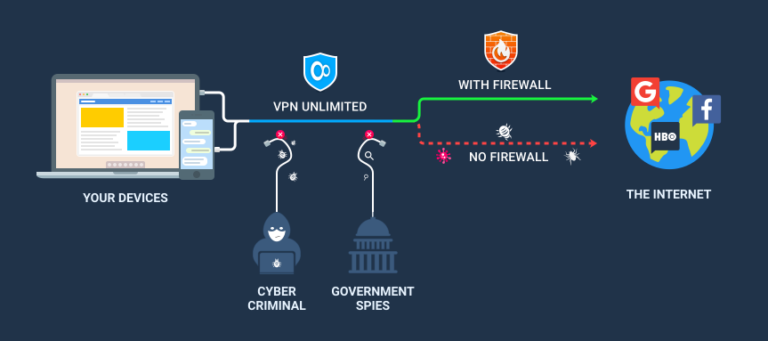 VPN UNLIMITED
WITH FIREWALL
G
f
HBO
NO FIREWALL
YOUR DEVICES
THE INTERNET
CYBER
CRIMINAL
GOVERNMENT
SPIES